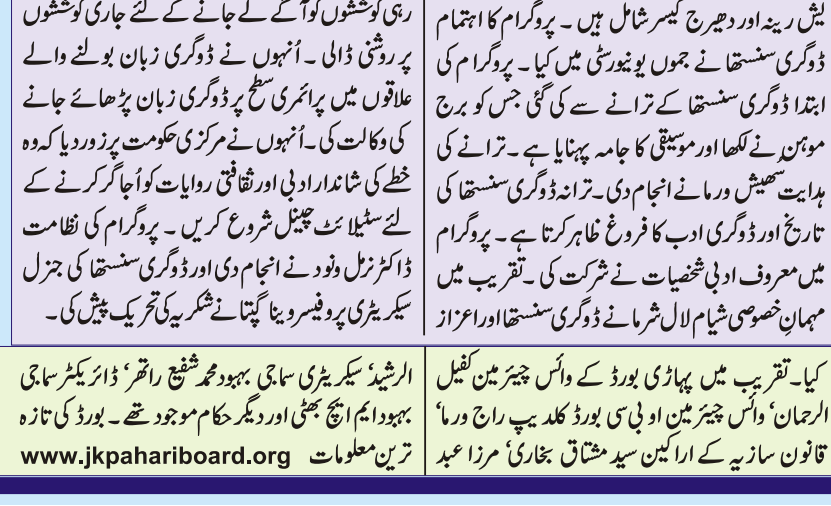 لیش رینہ اور دھیرج کیسر شامل ہیں ۔ پروگرام کا اہتمام
ڈوگری سنستھا نے جموں یونیورسٹی میں کیا ۔ پروگرام کی
ابتدا ڈوگری سنستھا کے ترانے سے کی گئی جس کو برج
موہن نے لکھا اور موسیقی کا جامہ پہنایا ہے ۔ ترانے کی
ہدایت سُھیش ورما نے انجام دی۔ ترانہ ڈوگری سنستھا کی
تاریخ اور ڈوگری ادب کا فروغ ظاہر کرتا ہے ۔ پروگرام
میں معروف ادبی شخصیات نے شرکت کی ۔ تقریب میں
مہمانِ خصوصی شیام لال شرما نے ڈوگری سنستھا اور اعزاز
رہی کوششوں کو آگے لے جانے کے لئے جاری کوششوں
پر روشنی ڈالی ۔ اُنہوں نے ڈوگری زبان بولنے والے
علاقوں میں پرائمری سطح پر ڈوگری زبان پڑھائے جانے
کی وکالت کی ۔ اُنہوں نے مرکزی حکومت پر زور دیا کہ وہ
خطے کی شاندار ادبی اور ثقافتی روایات کو اُجاگر کرنے کے
لئے سٹیلائٹ چینل شروع کریں ۔ پروگرام کی نظامت
ڈاکٹر نرمل ونود نے انجام دی اور ڈوگری سنستھا کی جنرل
سیکریٹری پروفیسر وینا گپتا نے شکریہ کی تحریک پیش کی ۔
کیا۔ تقریب میں پہاڑی بورڈ کے وائس چیئرمین کفیل
الرحمان‘ وائس چیئرمین او بی سی بورڈ کلدیپ راج ورما‘
قانون سازیہ کے اراکین سید مشتاق بخاری‘ مرزا عبد
الرشید‘ سیکریٹری سماجی بہبود محمد شفیع راتھر‘ ڈائریکٹر سماجی
بہبود ایم ایچ بھٹی اور دیگر حکام موجود تھے ۔ بورڈ کی تازہ
ترین معلومات www.jkpahariboard.org